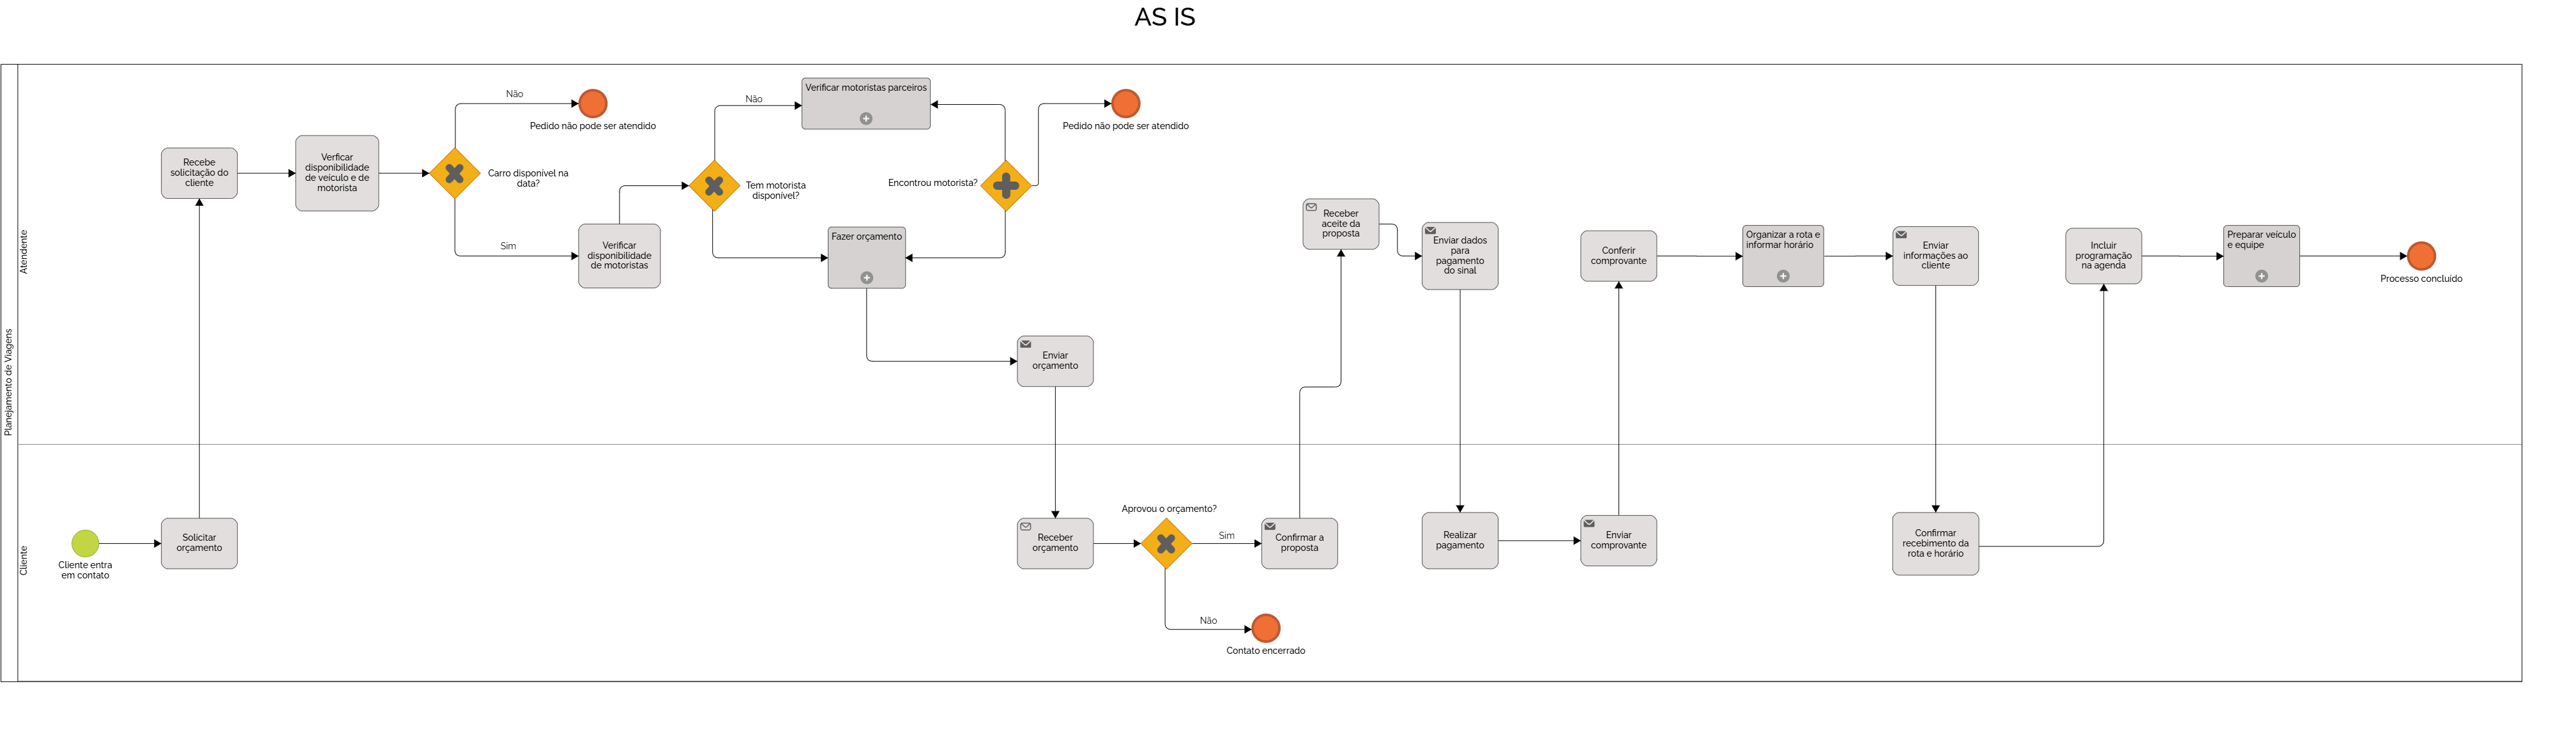 AS IS
Planejamento de Viagens
Atendente
Recebe
solicitação do
cliente
Verficar
disponibilidade
de veículo e de
motorista
Não
Pedido não pode ser atendido
Carro disponível na
data?
Sim
Verificar
disponibilidade
de motoristas
Não
Tem motorista
disponível?
Verificar motoristas parceiros
Fazer orçamento
Encontrou motorista?
Pedido não pode ser atendido
Enviar
orçamento
Receber
aceite da
proposta
Enviar dados
para
pagamento
do sinal
Conferir
comprovante
Organizar a rota e
informar horário
Enviar
informações ao
cliente
Incluir
programação
na agenda
Preparar veículo
e equipe
Processo concluído
Cliente
Cliente entra
em contato
Solicitar
orçamento
Receber
orçamento
Aprovou o orçamento?
Sim
Não
Contato encerrado
Confirmar a
proposta
Realizar
pagamento
Enviar
comprovante
Confirmar
recebimento da
rota e horário